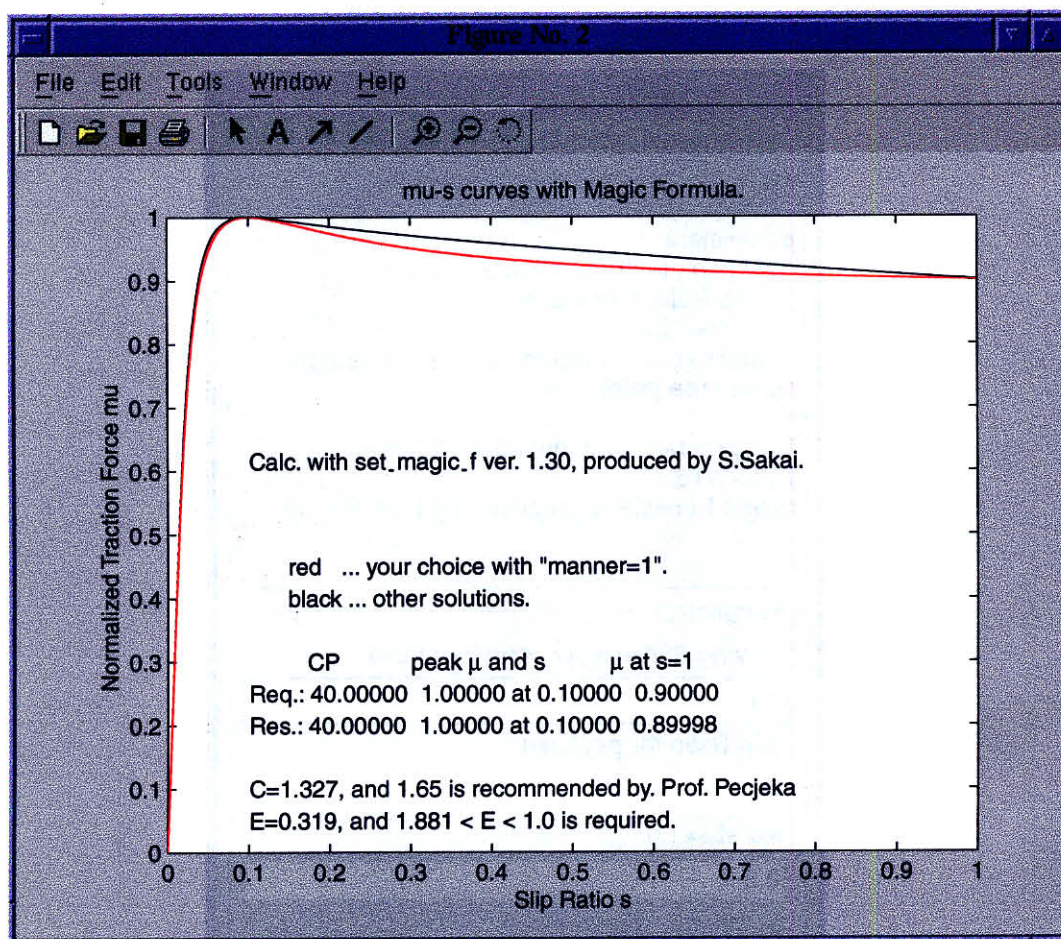 Figure No. 2
File Edit Tools Window Help
A
mu-s curves with Magic Formula.
1
0.9
0.8
0.7
0.6
0.5
0.4
0.3
0.2
0.1
0
Normalized Traction Force mu
Calc. with set_magic_f ver. 1.30, produced by S.Sakai.
red ... your choice with "manner=1".
black ... other solutions.
CP peak μ and s μ at s=1
Req.: 40.00000 1.00000 at 0.10000 0.90000
Res.: 40.00000 1.00000 at 0.10000 0.89998
C=1.327, and 1.65 is recommended by. Prof. Pecjeka
E=0.319, and 1.881 < E < 1.0 is required.
0 0.1 0.2 0.3 0.4 0.5 0.6 0.7 0.8 0.9 1
Slip Ratio s